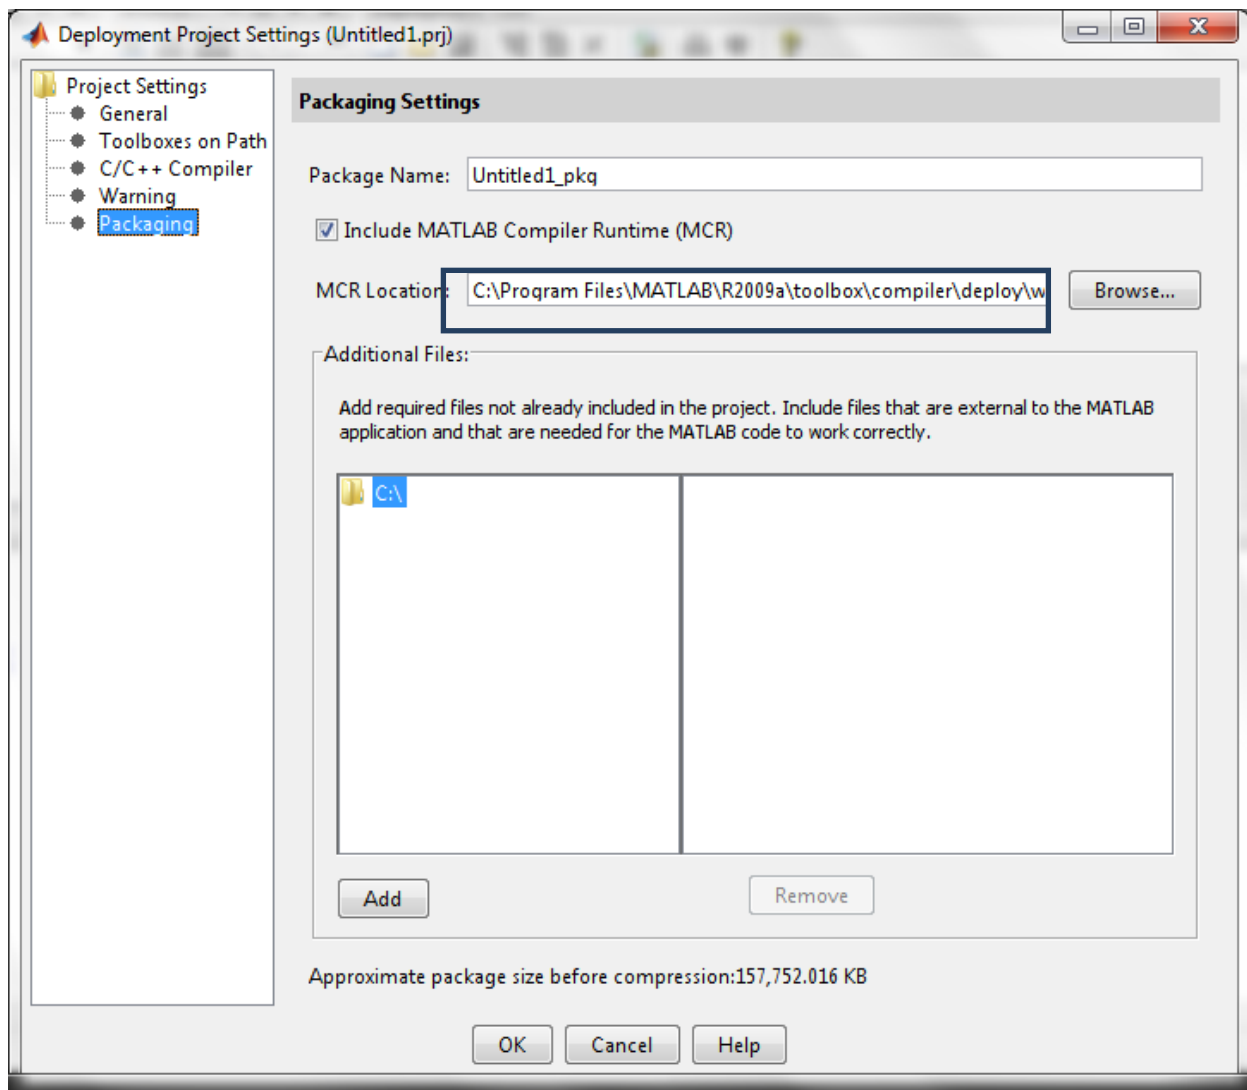 Deployment Project Settings (Untitled1.prj)
Project Settings
General
Toolboxes on Path
C/C++ Compiler
Warning
Packaging
Packaging Settings
Package Name: Untitled1_pkg
Include MATLAB Compiler Runtime (MCR)
MCR Location: C:\Program Files\MATLAB\R2009a\toolbox\compiler\deploy\w
Browse...
Additional Files:
Add required files not already included in the project. Include files that are external to the MATLAB
application and that are needed for the MATLAB code to work correctly.
C:\
Add
Remove
Approximate package size before compression:157,752.016 KB
OK Cancel Help